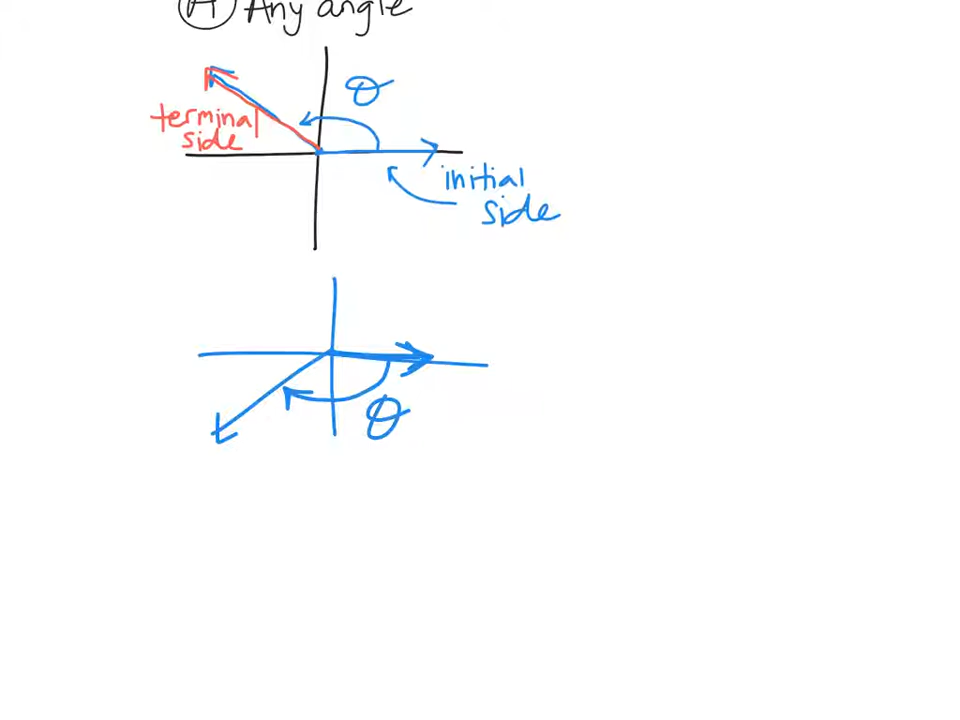 Ⓐ Any angle
θ
terminal
side
initial
side
θ